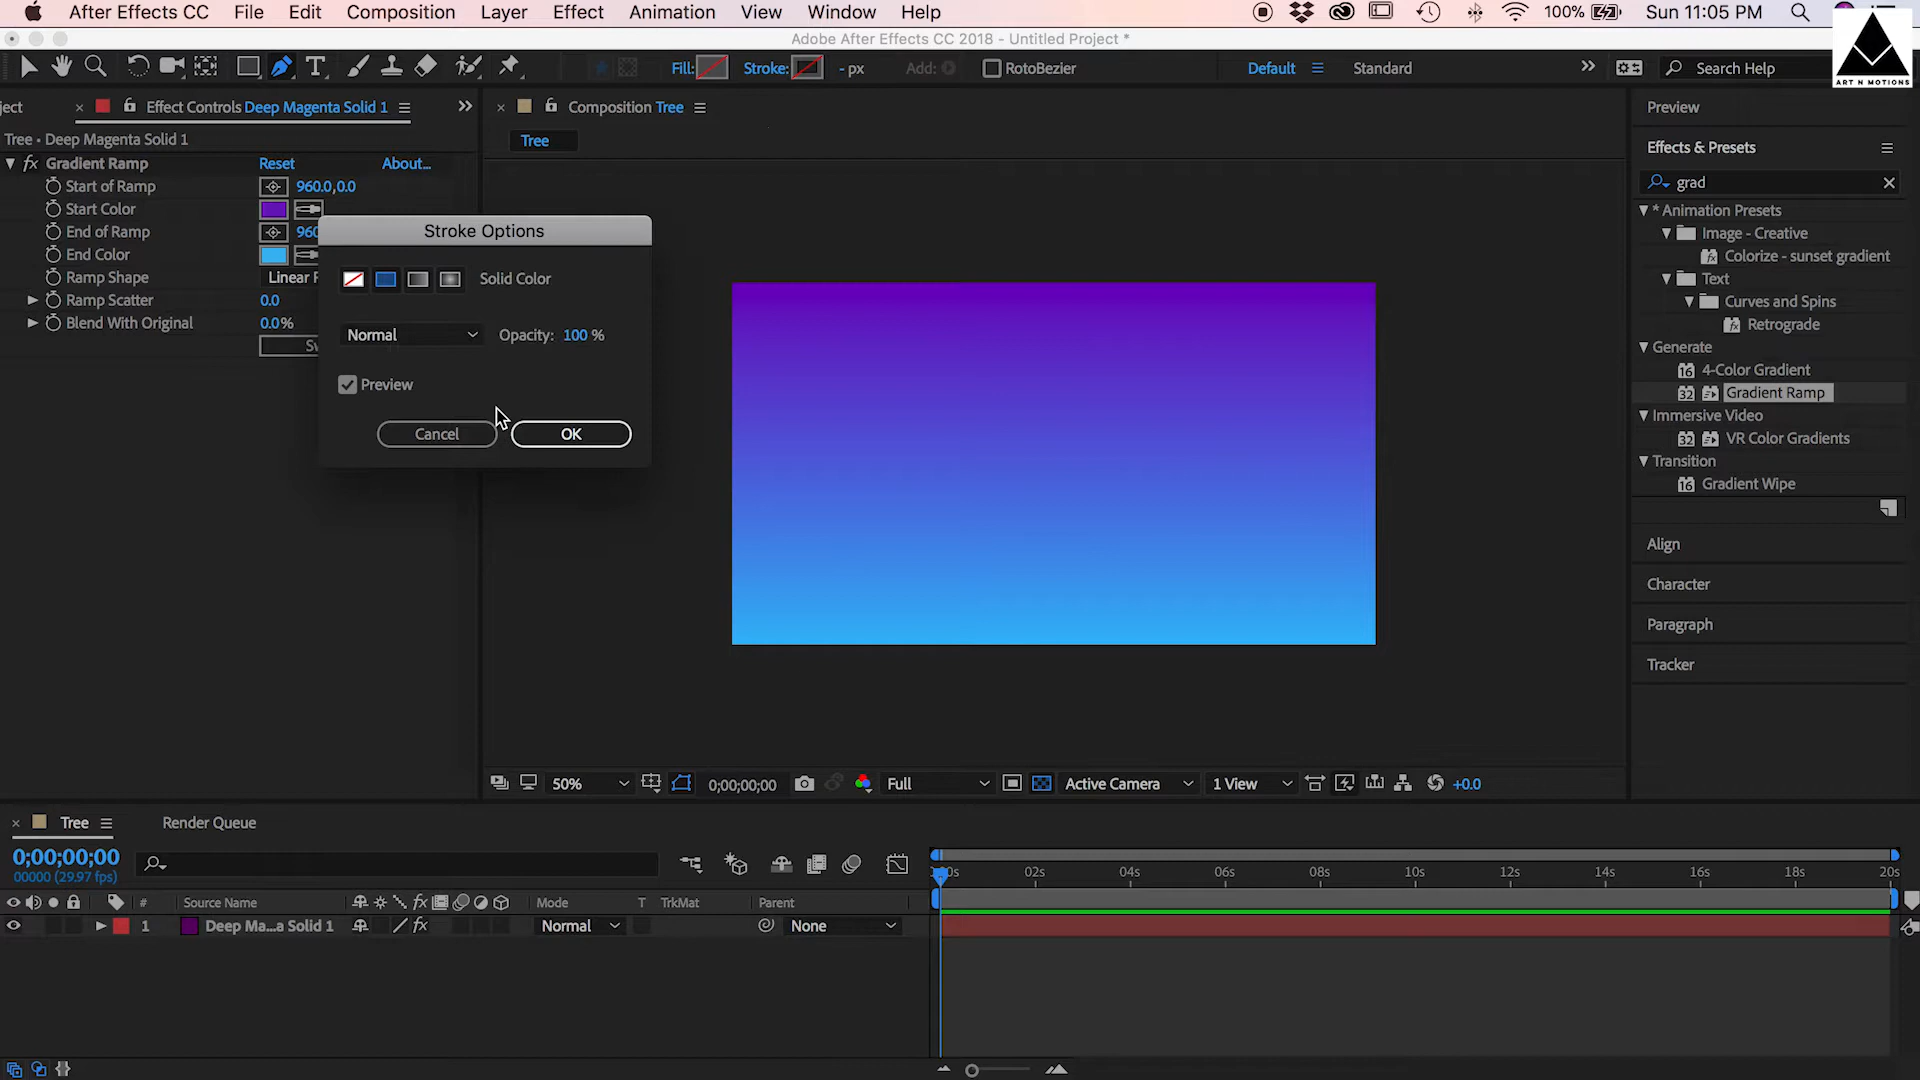 After Effects CC File Edit Composition Layer Effect Animation View Window Help 100% Sun 11:05 PM
Adobe After Effects CC 2018 - Untitled Project *
ART N MOTIONS
Fill: Stroke: - px Add: RotoBezier Default Standard Search Help
ject Effect Controls Deep Magenta Solid 1
Tree • Deep Magenta Solid 1
Gradient Ramp Reset About...
Start of Ramp 960.0,0.0
Start Color
End of Ramp 960
End Color
Ramp Shape Linear R
Ramp Scatter 0.0
Blend With Original 0.0%
Stroke Options
Solid Color
Normal Opacity: 100 %
Preview
Cancel OK
Composition Tree
Tree
50% 0;00;00;00 Full Active Camera 1 View +0.0
Preview
Effects & Presets
grad
* Animation Presets
Image - Creative
Colorize - sunset gradient
Text
Curves and Spins
Retrograde
Generate
16 4-Color Gradient
32 Gradient Ramp
Immersive Video
32 VR Color Gradients
Transition
16 Gradient Wipe
Align
Character
Paragraph
Tracker
Tree Render Queue
0;00;00;00
00000 (29.97 fps)
02s 04s 06s 08s 10s 12s 14s 16s 18s 20s
# Source Name Mode T TrkMat Parent
1 Deep Ma...a Solid 1 Normal None